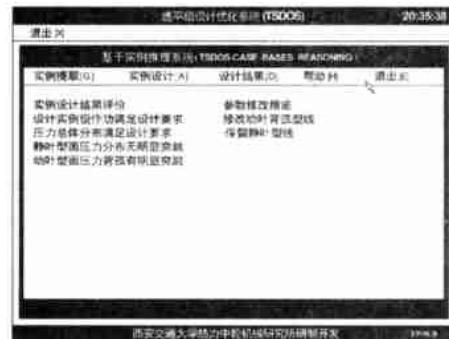 透平级设计优化系统 (TSDOS) 20:35:38
退出 X
基于实例推理系统(TSDOS-CASE-BASES REASONING)
实例提取(G) 实例设计(A) 设计结果(D) 帮助(H) 退出(E)
实例设计结果评价 参数修改措施
设计实例级作功满足设计要求 修改动叶背弧型线
压力总体分布满足设计要求 保留静叶型线
静叶型面压力分布无明显突跳
动叶型面压力背弧有明显突跳
西安交通大学热力叶轮机械研究所研制开发